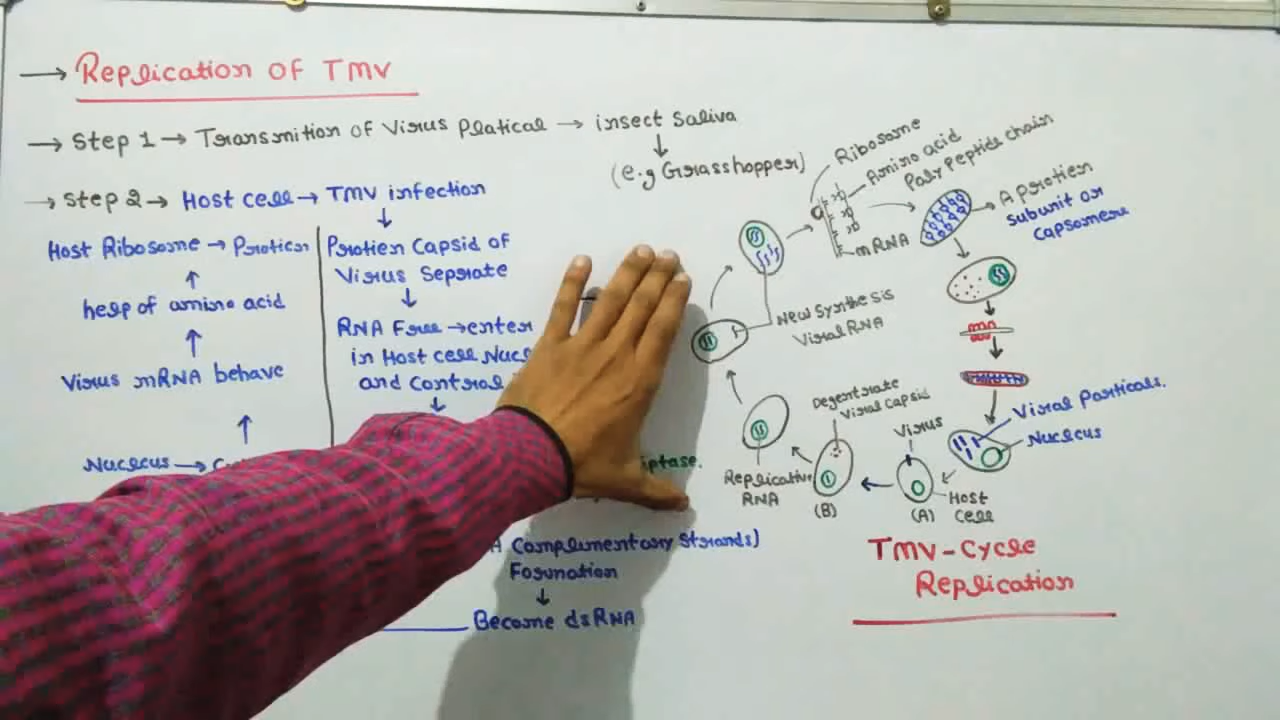 → Replication OF TMV
→ Step 1 → Transmition of Virus Platical → insect Saliva
↓
(e.g Grasshopper)
→ Step 2 → Host cell → TMV infection
↓
Protien Capsid of
Virus Seprate
↓
RNA Free → enter
in Host cell
and Control
↓
Host Ribosome → Protien
↑
help of amino acid
↑
Virus mRNA behave
↑
Nucleus →
Complimentary Strands)
Formation
↓
Become dsRNA
Ribosome
Amino acid
Poly Peptide chain
mRNA
A protien
subunit or
Capsomere
New Synthesis
Viral RNA
Degentrate
Viral Capsid
Virus
Viral Particals.
Nucleus
Replicative
RNA
(B)
(A)
Host
Cell
TMV-Cycle
Replication